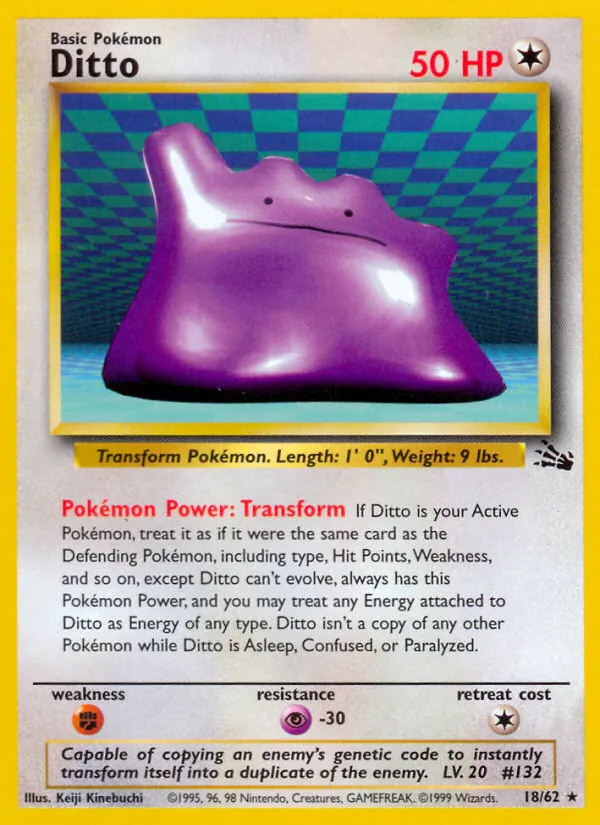 Basic Pokémon
Ditto
50 HP
Transform Pokémon. Length: 1' 0", Weight: 9 lbs.
Pokémon Power: Transform If Ditto is your Active
Pokémon, treat it as if it were the same card as the
Defending Pokémon, including type, Hit Points, Weakness,
and so on, except Ditto can't evolve, always has this
Pokémon Power, and you may treat any Energy attached to
Ditto as Energy of any type. Ditto isn't a copy of any other
Pokémon while Ditto is Asleep, Confused, or Paralyzed.
weakness resistance retreat cost
-30
Capable of copying an enemy's genetic code to instantly
transform itself into a duplicate of the enemy. LV. 20 #132
Illus. Keiji Kinebuchi ©1995, 96, 98 Nintendo, Creatures, GAMEFREAK. ©1999 Wizards. 18/62 ★